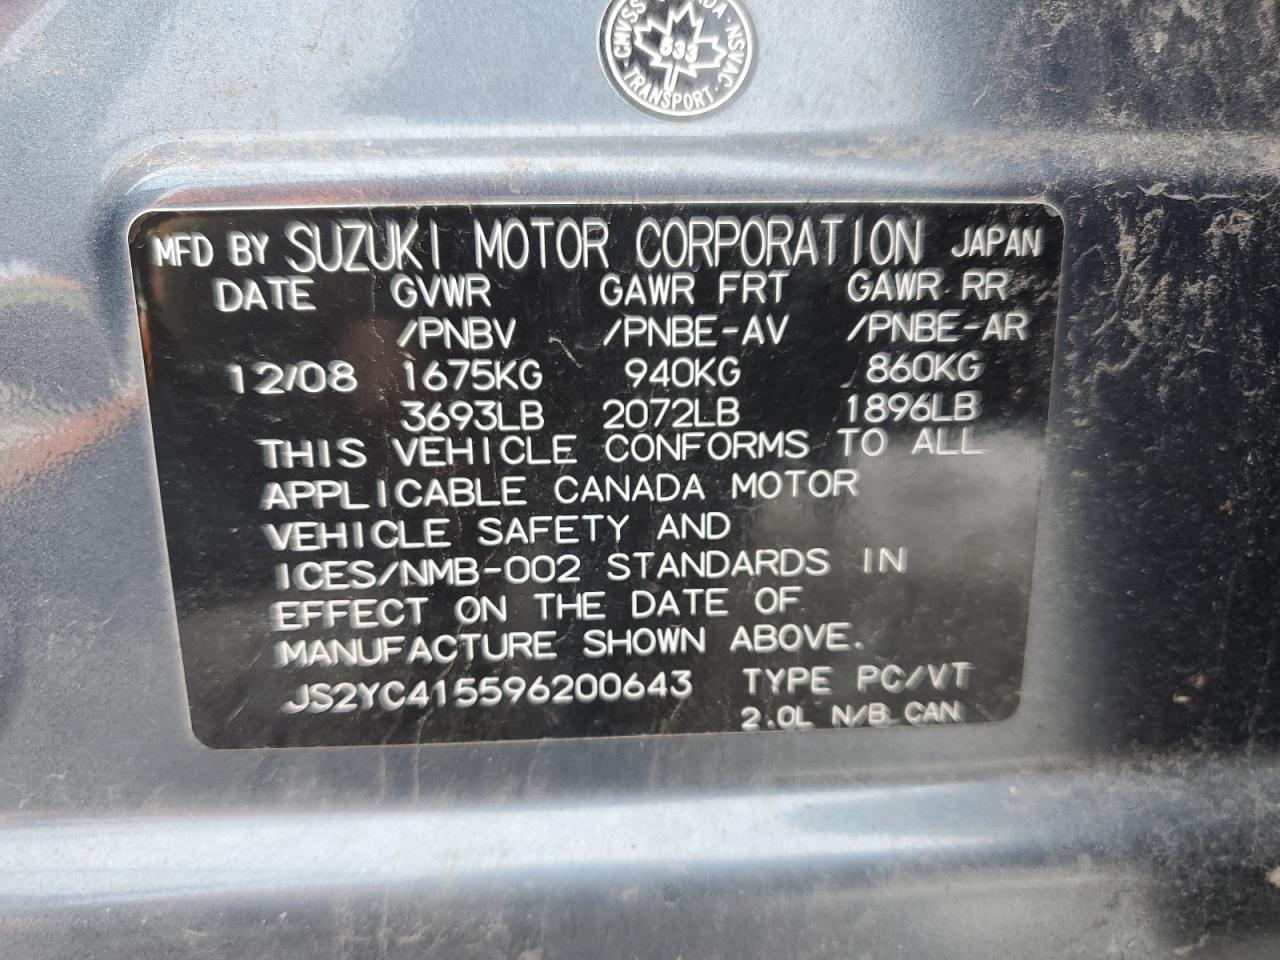 CMVSS CANADA NSVAC
533
TRANSPORT
MFD BY SUZUKI MOTOR CORPORATION JAPAN
DATE GVWR GAWR FRT GAWR RR
/PNBV /PNBE-AV /PNBE-AR
12/08 1675KG 940KG 860KG
3693LB 2072LB 1896LB
THIS VEHICLE CONFORMS TO ALL
APPLICABLE CANADA MOTOR
VEHICLE SAFETY AND
ICES/NMB-002 STANDARDS IN
EFFECT ON THE DATE OF
MANUFACTURE SHOWN ABOVE.
JS2YC415596200643 TYPE PC/VT
2.0L N/B CAN